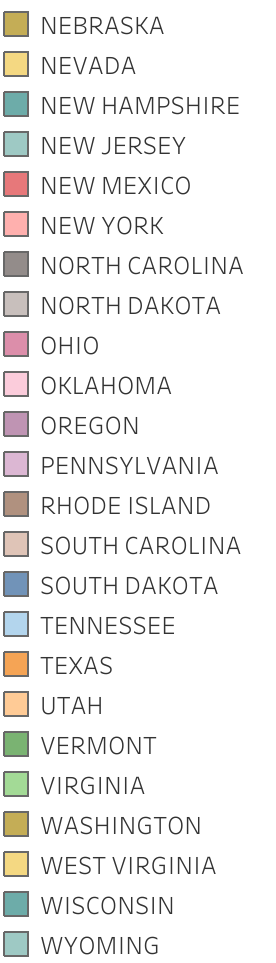 NEBRASKA
NEVADA
NEW HAMPSHIRE
NEW JERSEY
NEW MEXICO
NEW YORK
NORTH CAROLINA
NORTH DAKOTA
OHIO
OKLAHOMA
OREGON
PENNSYLVANIA
RHODE ISLAND
SOUTH CAROLINA
SOUTH DAKOTA
TENNESSEE
TEXAS
UTAH
VERMONT
VIRGINIA
WASHINGTON
WEST VIRGINIA
WISCONSIN
WYOMING